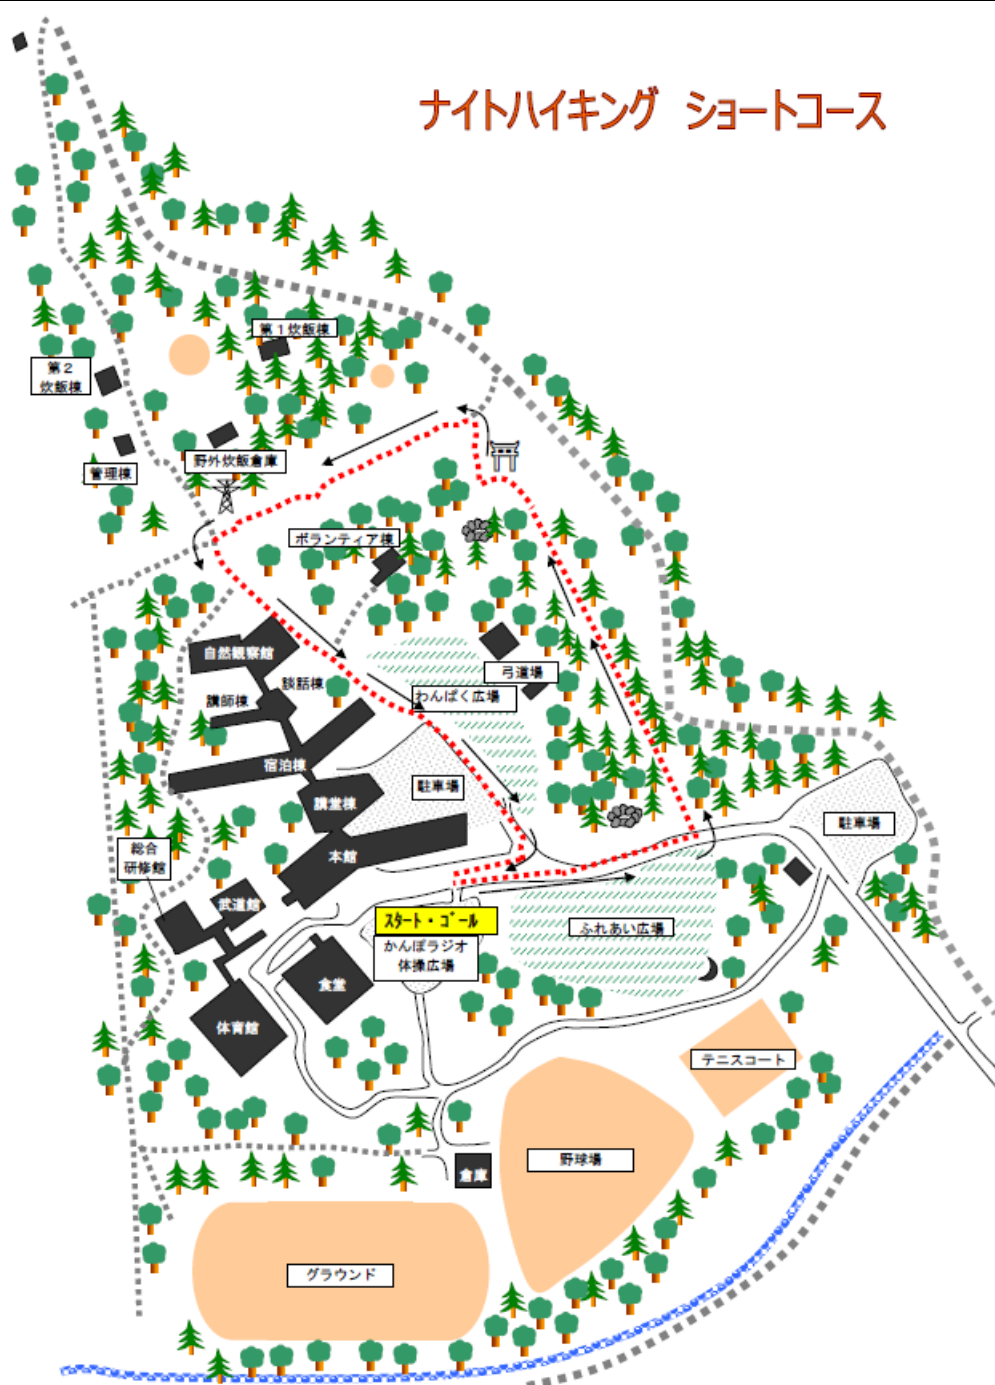 ナイトハイキング ショートコース
第１炊飯棟
第２
炊飯棟
野外炊飯倉庫
管理棟
ボランティア棟
自然観察館
談話棟
弓道場
講師棟
わんぱく広場
宿泊棟
駐車場
講堂棟
駐車場
総合
研修館
本館
武道館
スタート・ゴール
ふれあい広場
かんぽラジオ
体操広場
食堂
体育館
テニスコート
野球場
倉庫
グラウンド